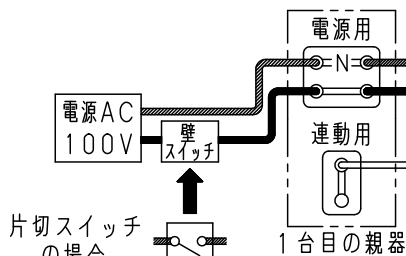 電源用
N
電源AC
100V
壁
スイッチ
連動用
片切スイッチ
の場合
1台目の親器